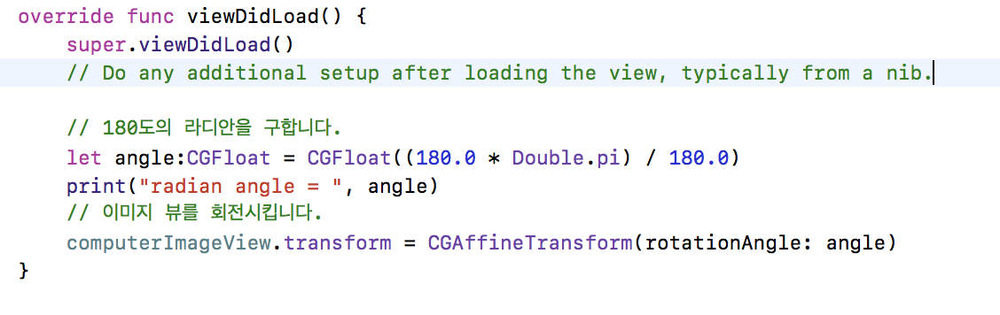 override func viewDidLoad() {
super.viewDidLoad()
// Do any additional setup after loading the view, typically from a nib.
// 180도의 라디안을 구합니다.
let angle:CGFloat = CGFloat((180.0 * Double.pi) / 180.0)
print("radian angle = ", angle)
// 이미지 뷰를 회전시킵니다.
computerImageView.transform = CGAffineTransform(rotationAngle: angle)
}